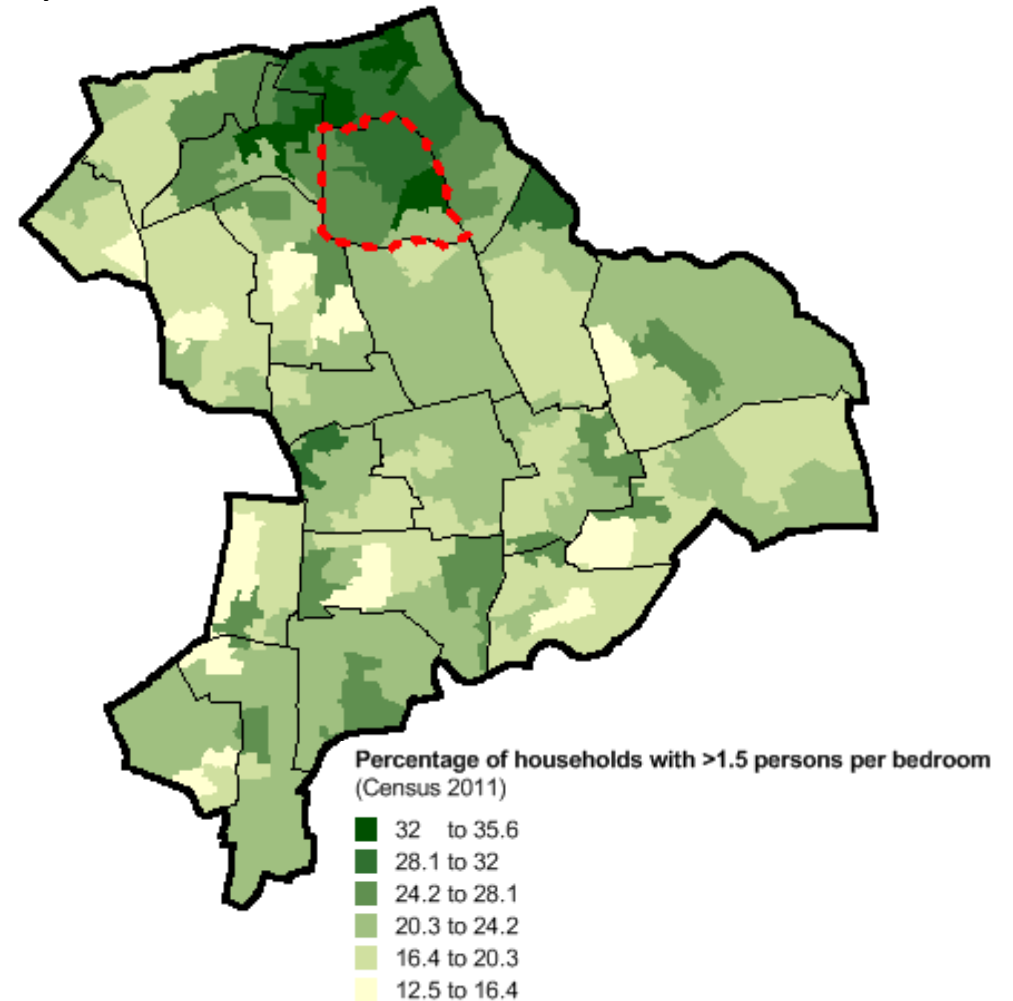 Percentage of households with >1.5 persons per bedroom
(Census 2011)
32 to 35.6
28.1 to 32
24.2 to 28.1
20.3 to 24.2
16.4 to 20.3
12.5 to 16.4